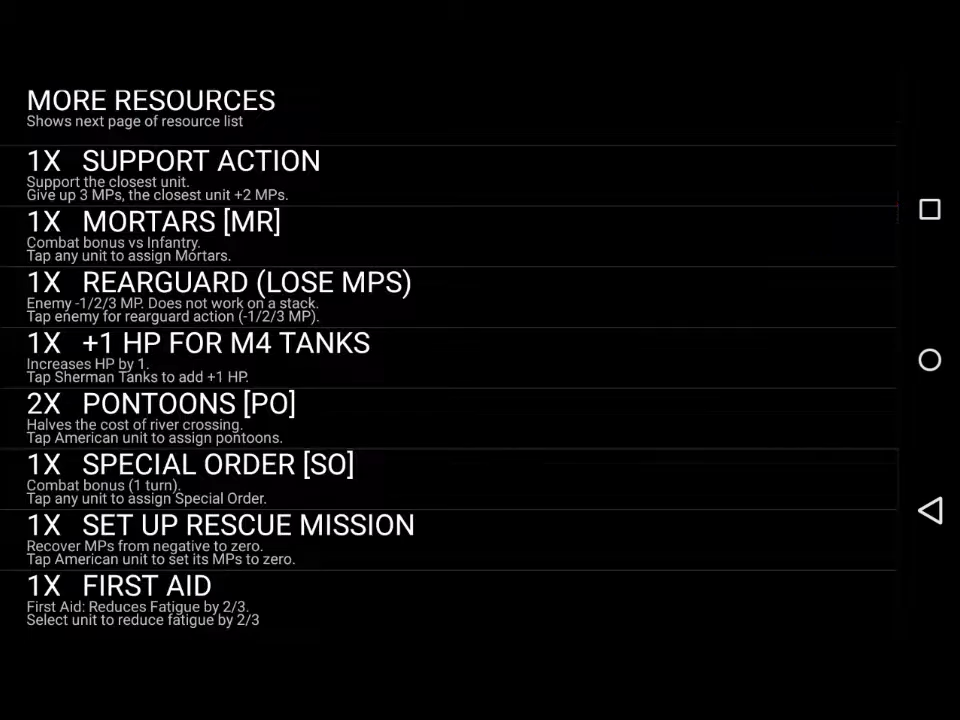 MORE RESOURCES
Shows next page of resource list
1X SUPPORT ACTION
Support the closest unit.
Give up 3 MPs, the closest unit +2 MPs.
1X MORTARS [MR]
Combat bonus vs Infantry.
Tap any unit to assign Mortars.
1X REARGUARD (LOSE MPS)
Enemy -1/2/3 MP. Does not work on a stack.
Tap enemy for rearguard action (-1/2/3 MP).
1X +1 HP FOR M4 TANKS
Increases HP by 1.
Tap Sherman Tanks to add +1 HP.
2X PONTOONS [PO]
Halves the cost of river crossing.
Tap American unit to assign pontoons.
1X SPECIAL ORDER [SO]
Combat bonus (1 turn).
Tap any unit to assign Special Order.
1X SET UP RESCUE MISSION
Recover MPs from negative to zero.
Tap American unit to set its MPs to zero.
1X FIRST AID
First Aid: Reduces Fatigue by 2/3.
Select unit to reduce fatigue by 2/3